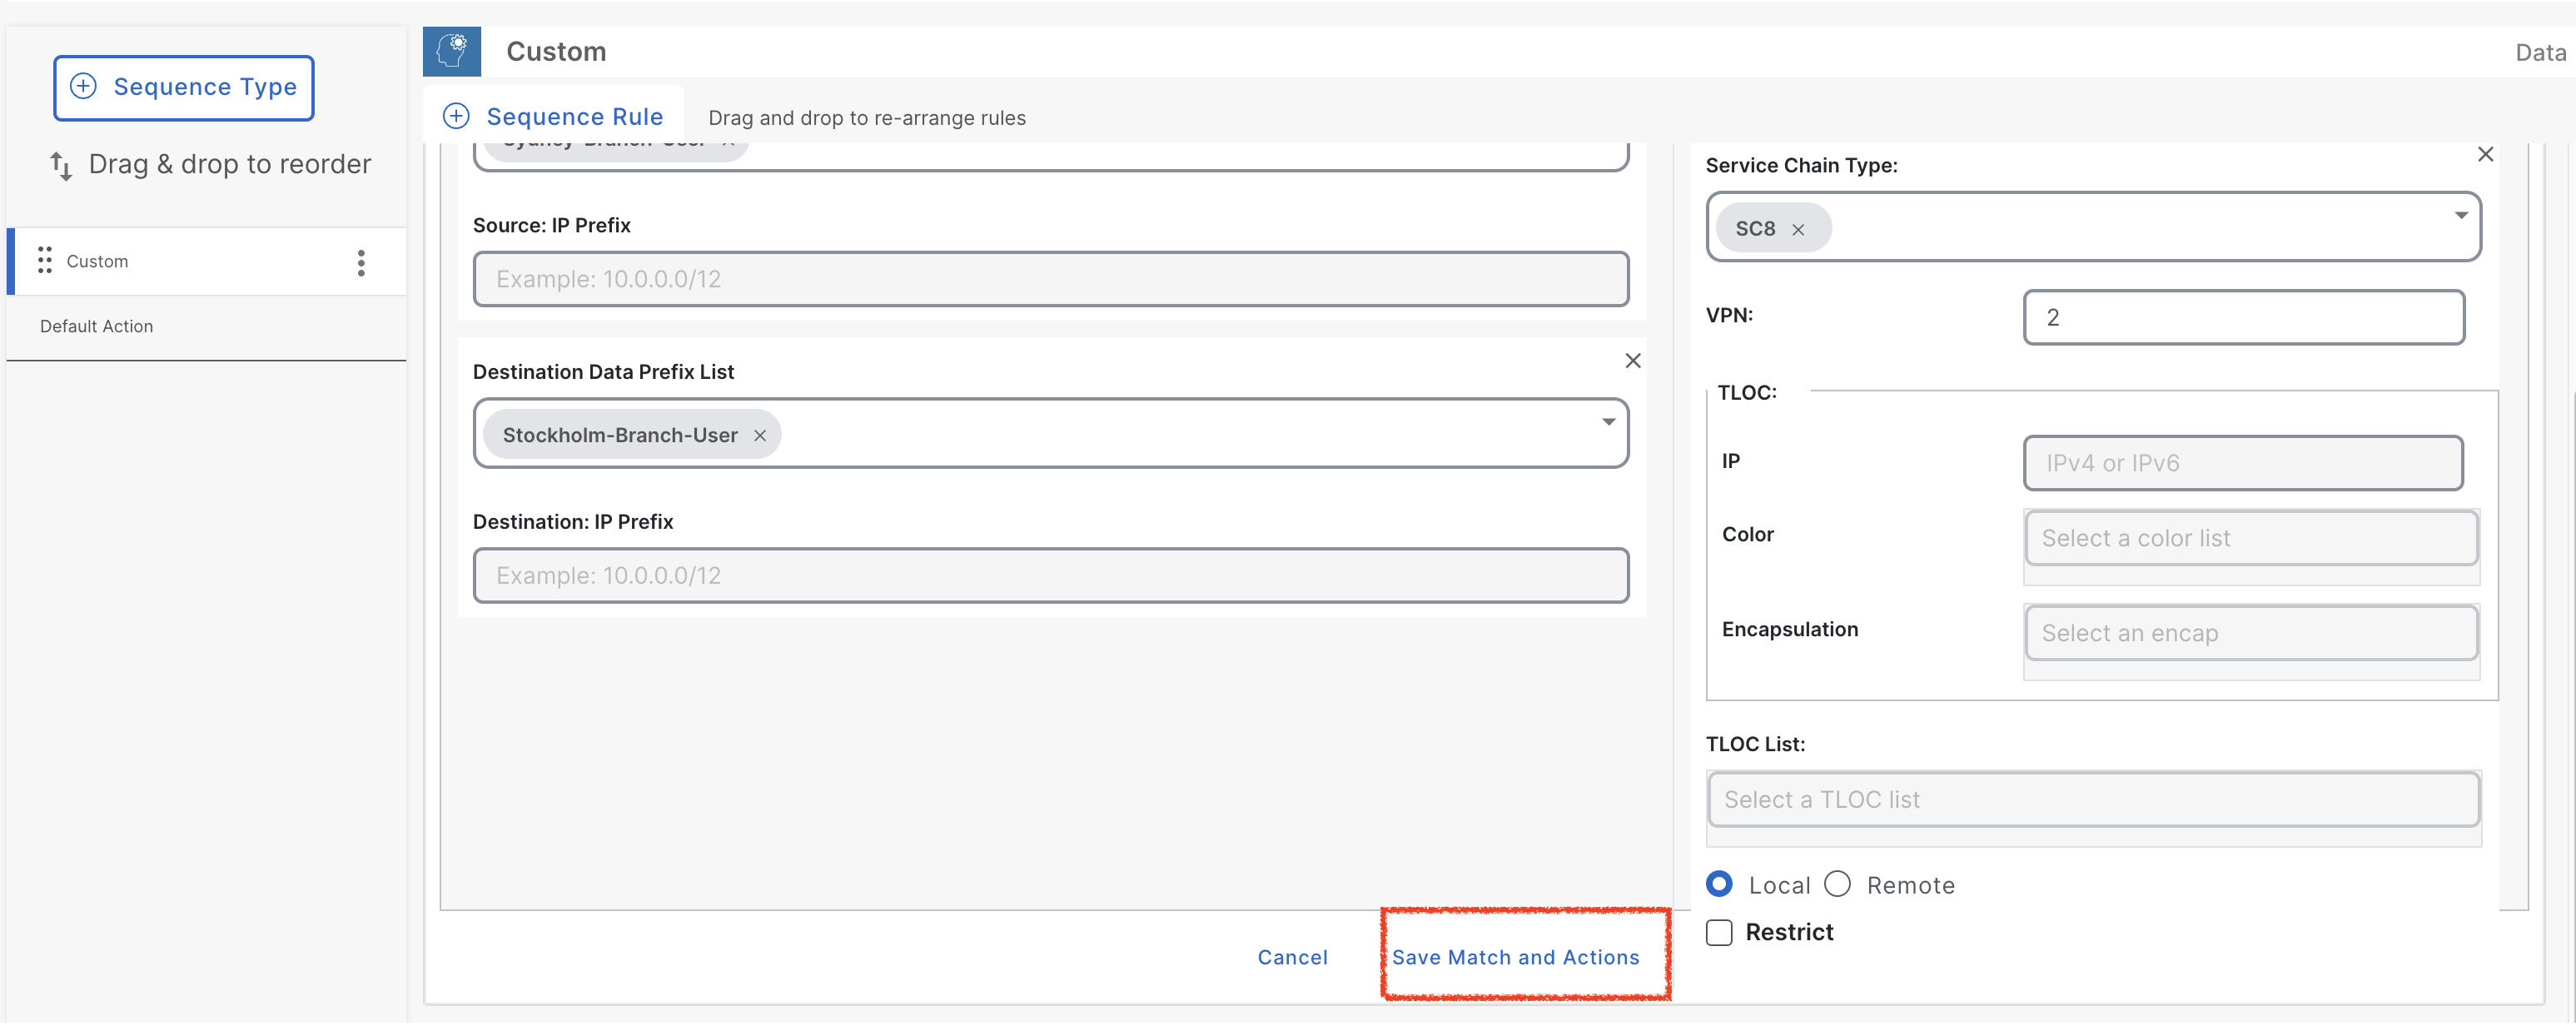 Sequence Type
Drag & drop to reorder
Custom
Default Action
Custom
Data
Sequence Rule
Drag and drop to re-arrange rules
Sydney-Branch-User
Source: IP Prefix
Example: 10.0.0.0/12
Destination Data Prefix List
Stockholm-Branch-User
Destination: IP Prefix
Example: 10.0.0.0/12
Service Chain Type:
SC8
VPN:
2
TLOC:
IP
IPv4 or IPv6
Color
Select a color list
Encapsulation
Select an encap
TLOC List:
Select a TLOC list
Local
Remote
Restrict
Cancel
Save Match and Actions